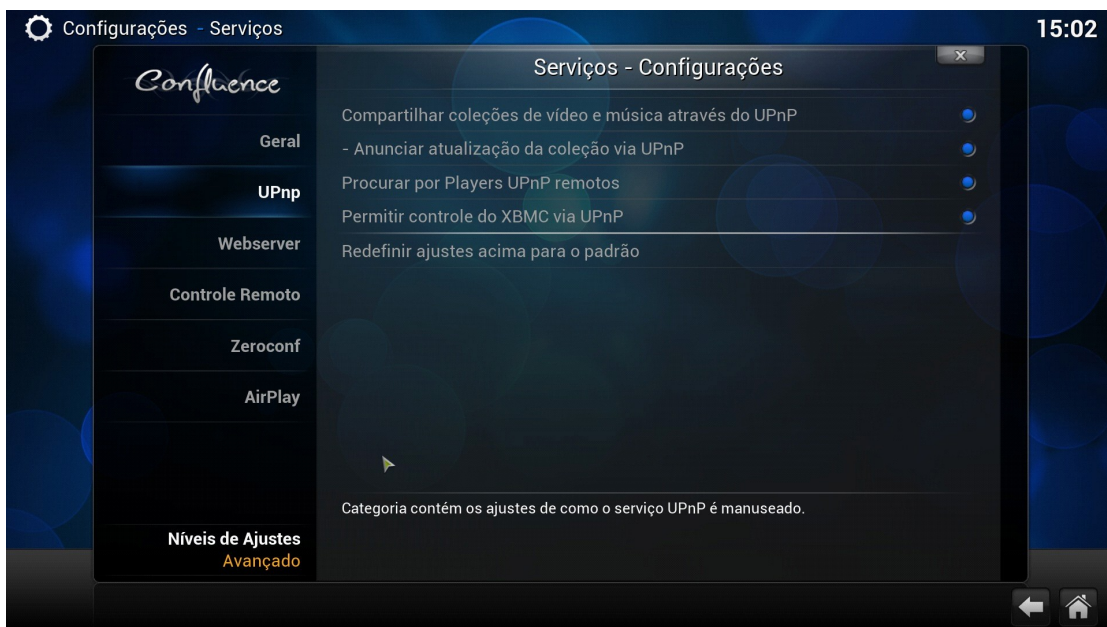 Configurações - Serviços
15:02
Confluence
Serviços - Configurações
x
Geral
UPnp
Webserver
Controle Remoto
Zeroconf
AirPlay
Compartilhar coleções de vídeo e música através do UPnP
- Anunciar atualização da coleção via UPnP
Procurar por Players UPnP remotos
Permitir controle do XBMC via UPnP
Redefinir ajustes acima para o padrão
Categoria contém os ajustes de como o serviço UPnP é manuseado.
Níveis de Ajustes
Avançado